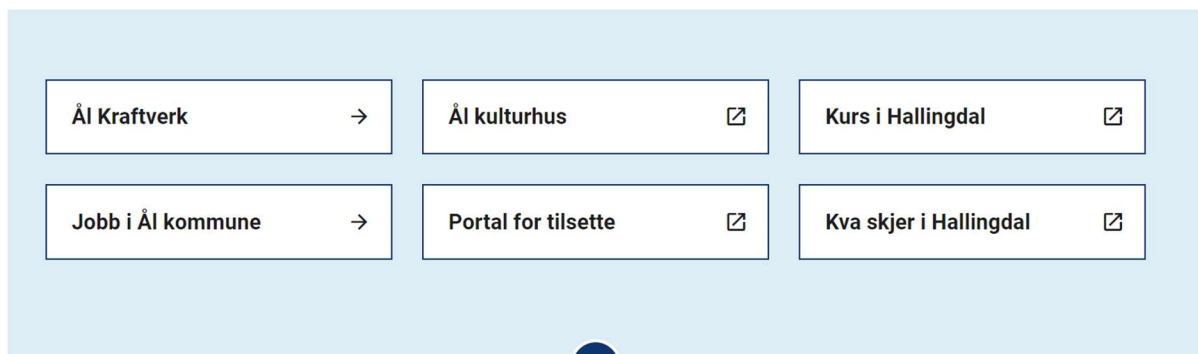 Ål Kraftverk
Ål kulturhus
Kurs i Hallingdal
Jobb i Ål kommune
Portal for tilsette
Kva skjer i Hallingdal